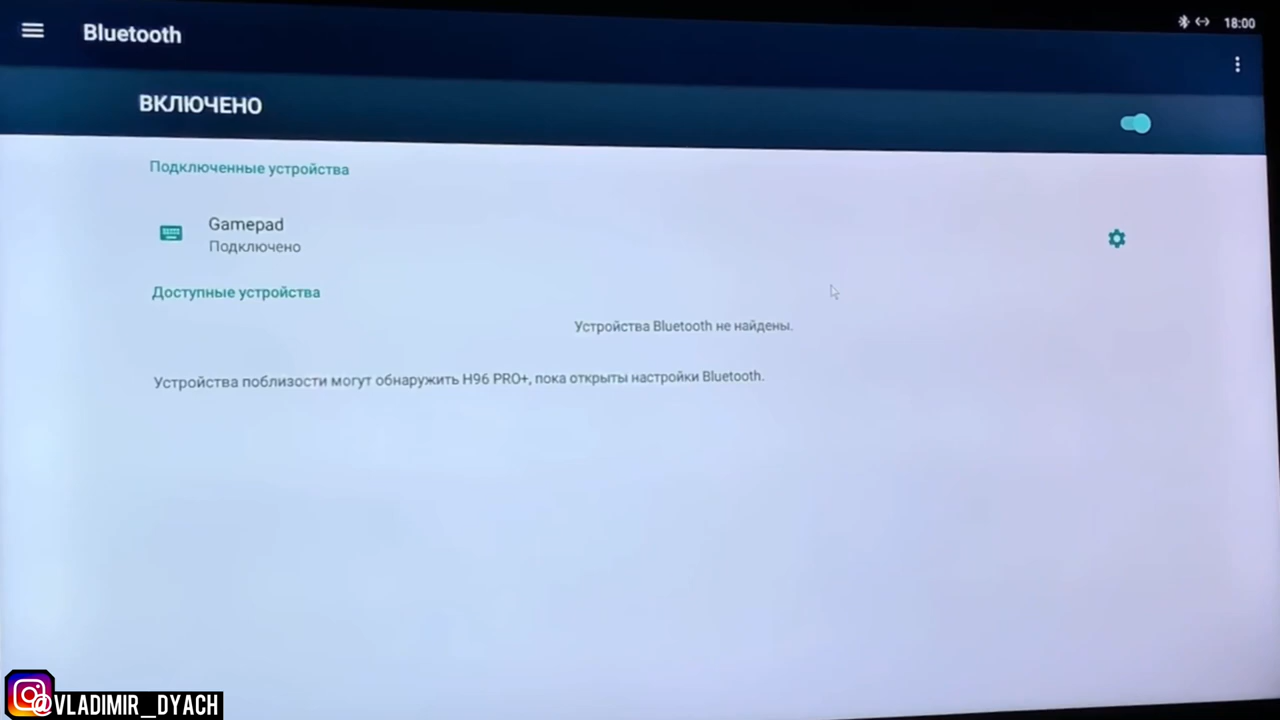 Bluetooth
18:00
ВКЛЮЧЕНО
Подключенные устройства
Gamepad
Подключено
Доступные устройства
Устройства Bluetooth не найдены.
Устройства поблизости могут обнаружить H96 PRO+, пока открыты настройки Bluetooth.
@VLADIMIR_DYACH